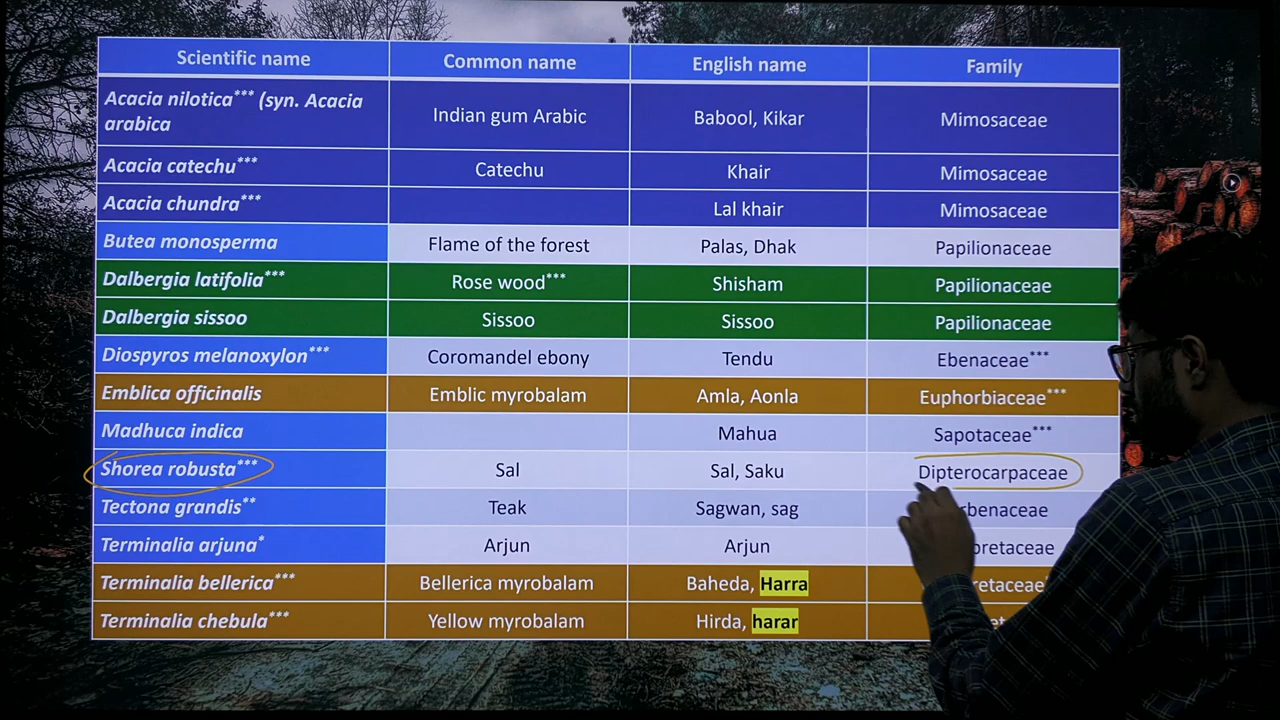 Scientific name Common name English name Family
Acacia nilotica*** (syn. Acacia
arabica Indian gum Arabic Babool, Kikar Mimosaceae
Acacia catechu*** Catechu Khair Mimosaceae
Acacia chundra*** Lal khair Mimosaceae
Butea monosperma Flame of the forest Palas, Dhak Papilionaceae
Dalbergia latifolia*** Rose wood*** Shisham Papilionaceae
Dalbergia sissoo Sissoo Sissoo Papilionaceae
Diospyros melanoxylon*** Coromandel ebony Tendu Ebenaceae***
Emblica officinalis Emblic myrobalam Amla, Aonla Euphorbiaceae***
Madhuca indica Mahua Sapotaceae***
Shorea robusta*** Sal Sal, Saku Dipterocarpaceae
Tectona grandis** Teak Sagwan, sag
Terminalia arjuna* Arjun Arjun
Terminalia bellerica*** Bellerica myrobalam Baheda, Harra
Terminalia chebula*** Yellow myrobalam Hirda, harar